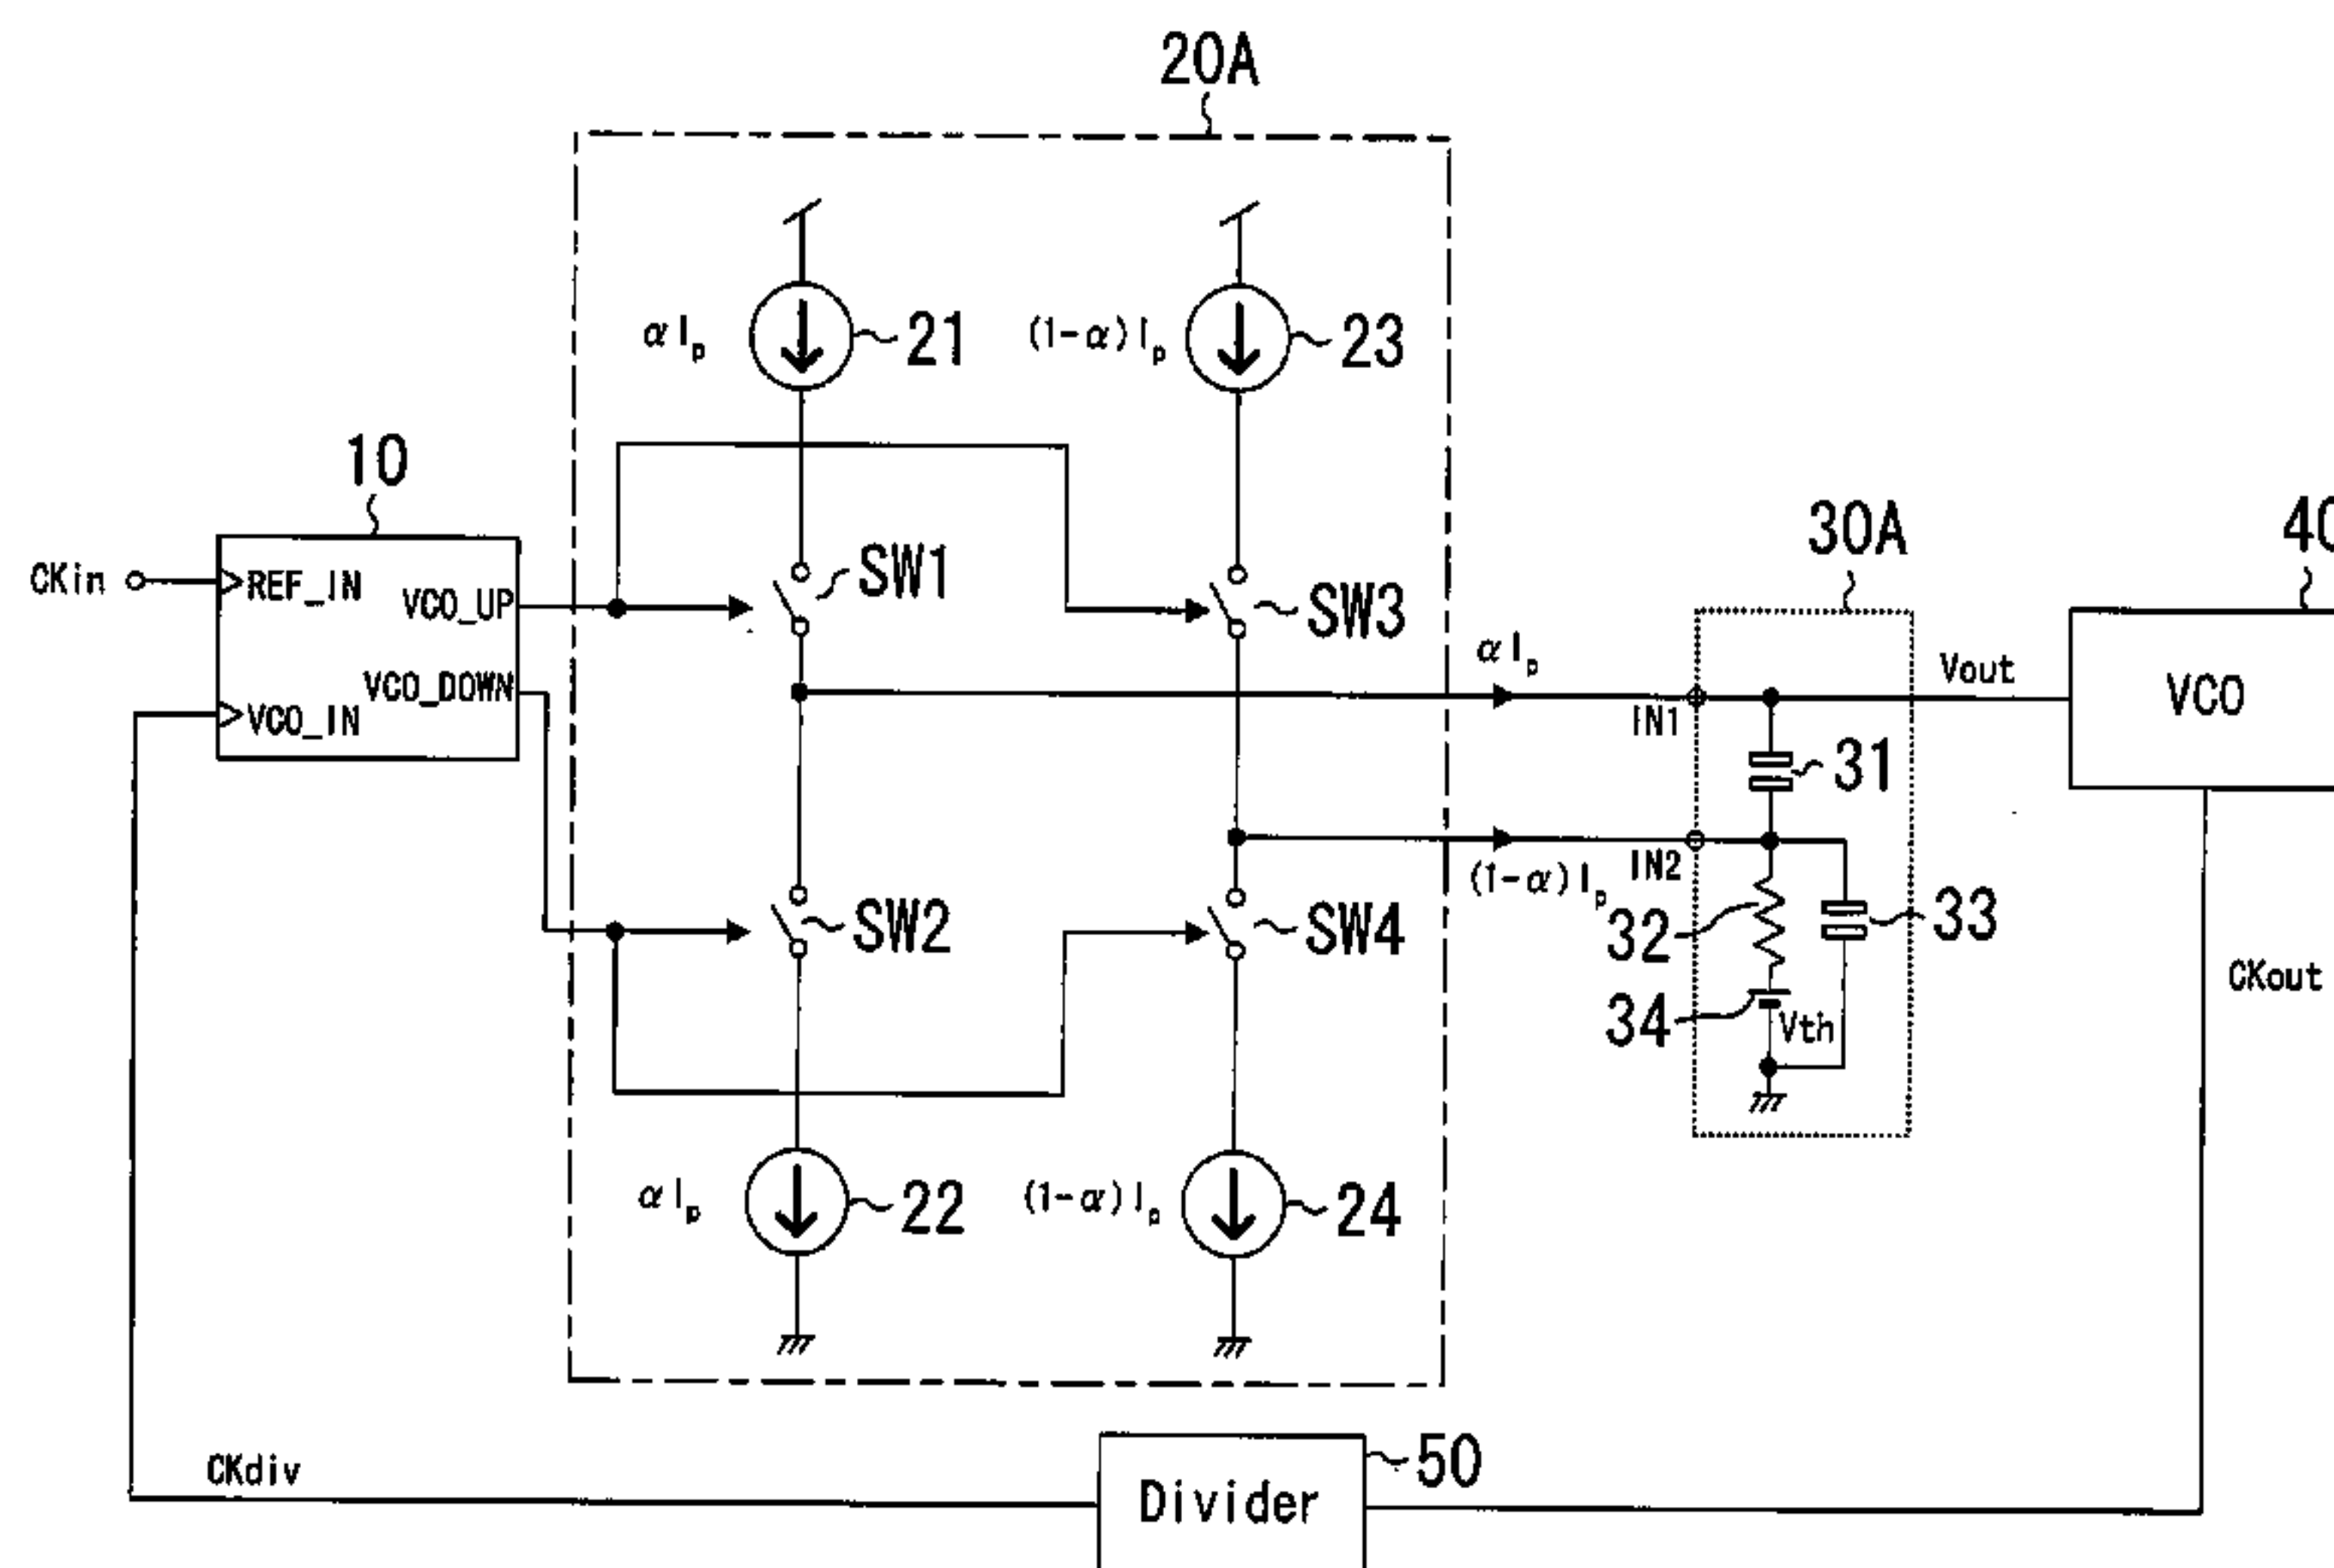 20A
αIp
21
(1-α)Ip
23
10
CKin
REF_IN
VCO_UP
VCO_DOWN
VCO_IN
SW1
SW3
30A
40
αIp
Vout
VCO
IN1
31
IN2
(1-α)Ip
SW2
SW4
32
33
34
Vth
CKout
αIp
22
(1-α)Ip
24
CKdiv
50
Divider